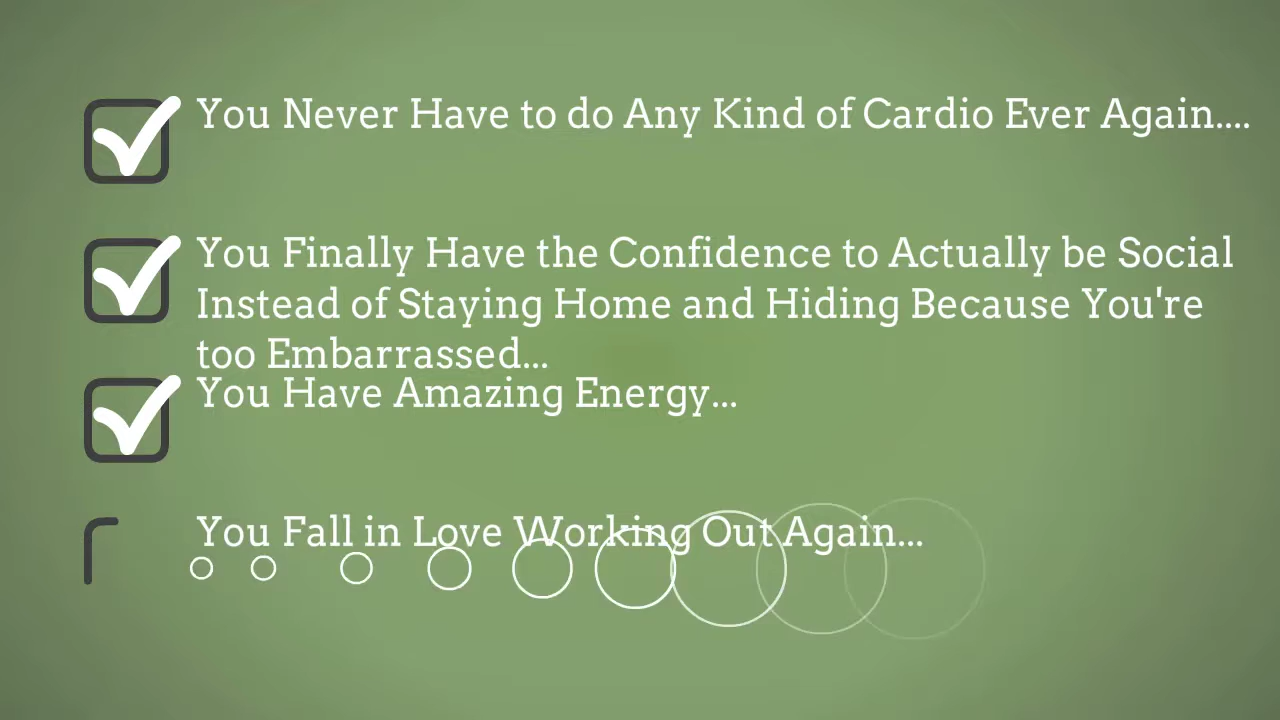 You Never Have to do Any Kind of Cardio Ever Again....
You Finally Have the Confidence to Actually be Social
Instead of Staying Home and Hiding Because You're
too Embarrassed...
You Have Amazing Energy...
You Fall in Love Working Out Again...